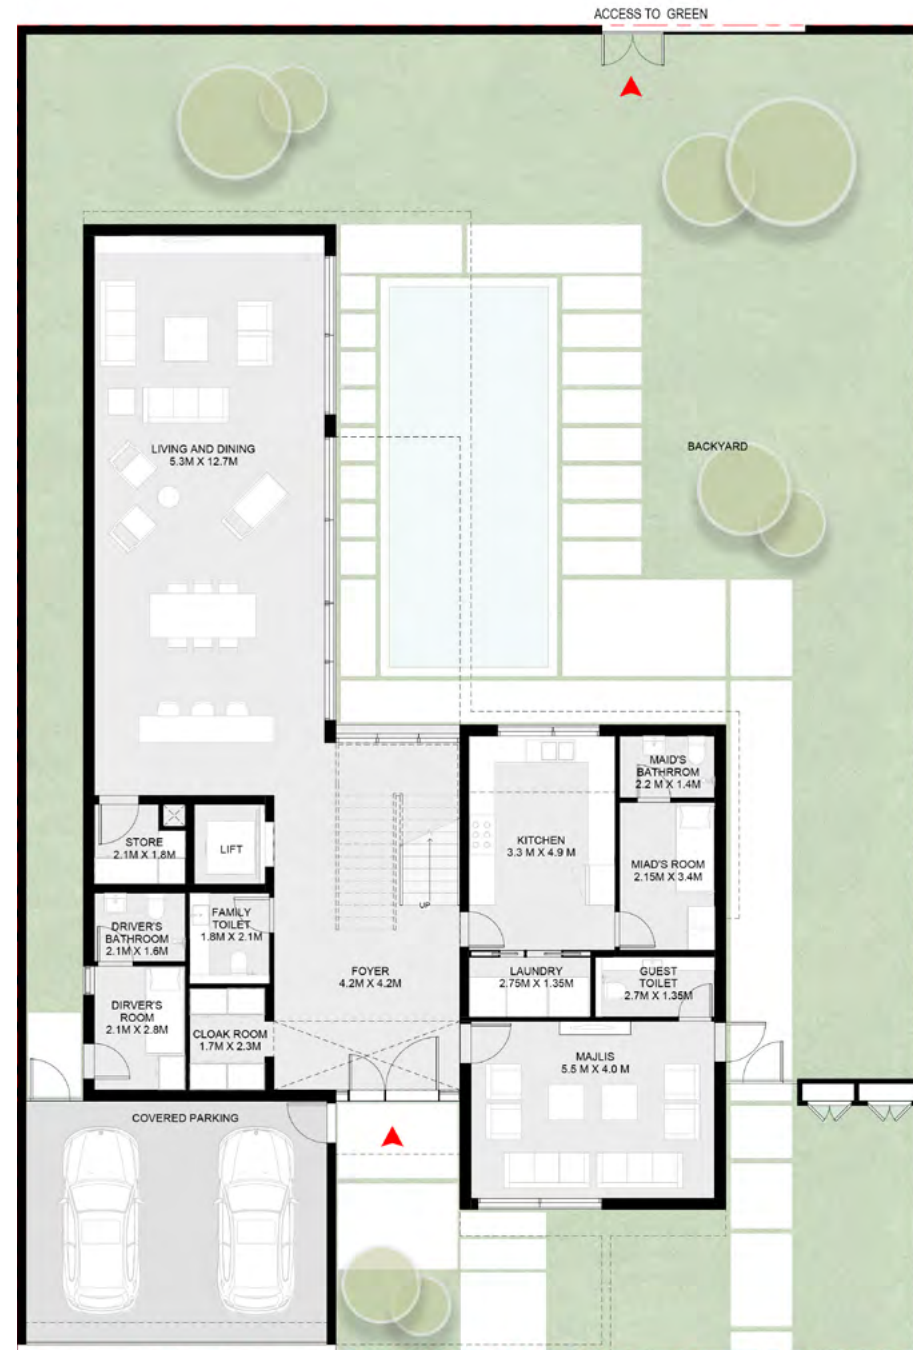 ACCESS TO GREEN
BACKYARD
LIVING AND DINING
5.3M X 12.7M
MAID'S
BATHRROM
2.2 M X 1.4M
KITCHEN
3.3 M X 4.9 M
STORE
2.1M X 1.8M
LIFT
MIAD'S ROOM
2.15M X 3.4M
UP
FAMILY
TOILET
1.8M X 2.1M
DRIVER'S
BATHROOM
2.1M X 1.6M
FOYER
4.2M X 4.2M
LAUNDRY
2.75M X 1.35M
GUEST
TOILET
2.7M X 1.35M
DIRVER'S
ROOM
2.1M X 2.8M
CLOAK ROOM
1.7M X 2.3M
MAJLIS
5.5 M X 4.0 M
COVERED PARKING